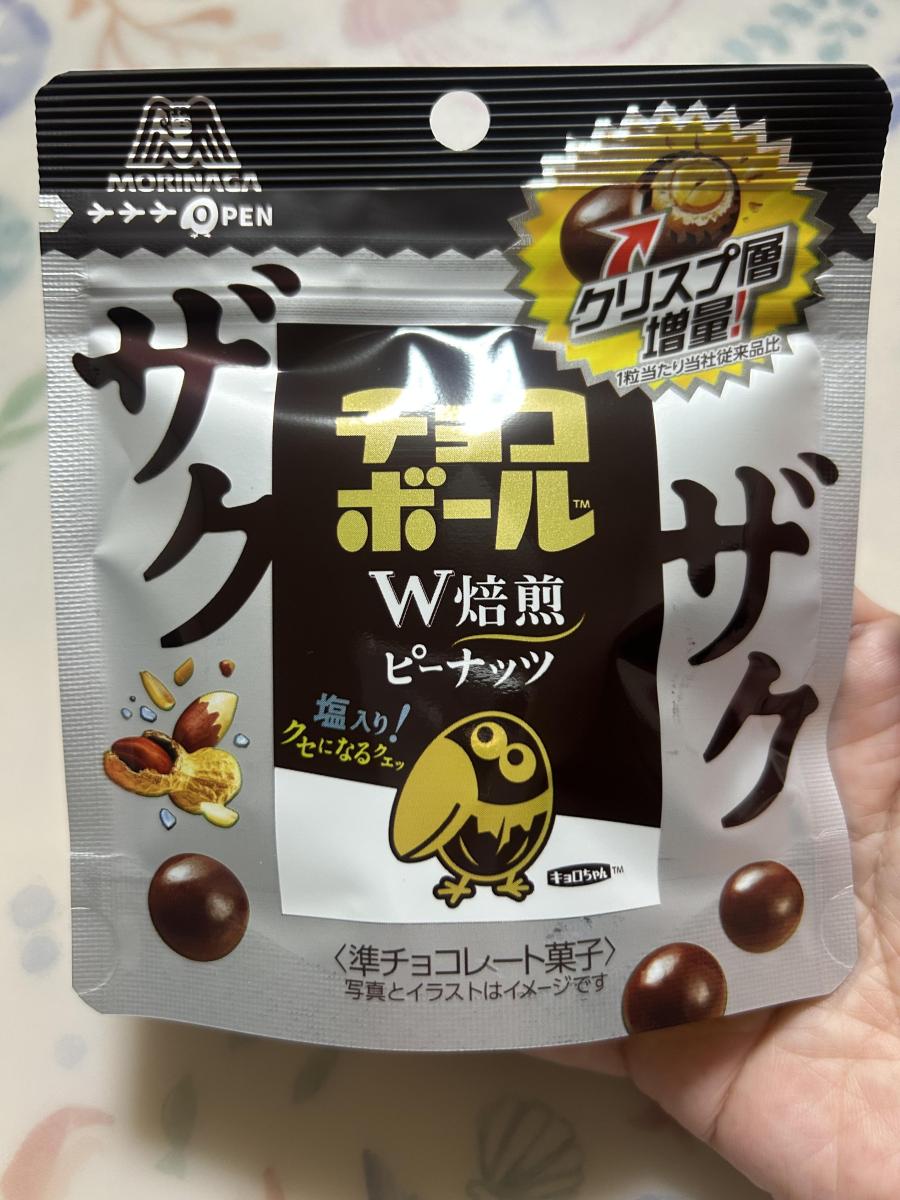 MORINAGA
OPEN
クリスプ層
増量!
1粒当たり当社従来品比
ザク
ザク
チョコ
ボール™
W焙煎
ピーナッツ
塩入り!
クセになるクエッ
キョロちゃん™
〈準チョコレート菓子〉
写真とイラストはイメージです